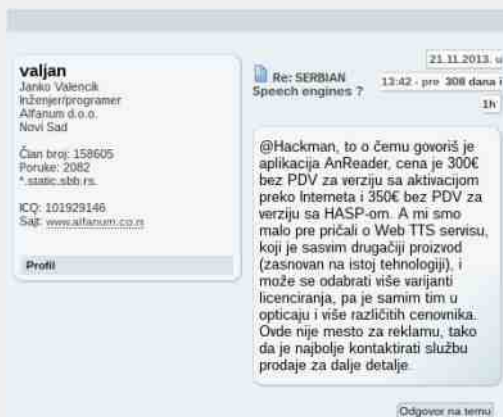 valjan
Janko Valencik
Inženjer/programer
Alfanum d.o.o.
Novi Sad
Član broj: 158605
Poruke: 2082
*.static.sbb.rs.
ICQ: 101929146
Sajt: www.alfanum.co.rs
Profil
Re: SERBIAN
Speech engines ?
21.11.2013. u
13:42 - pre 308 dana i
1h
@Hackman, to o čemu govoriš je
aplikacija AnReader, cena je 300€
bez PDV za verziju sa aktivacijom
preko Interneta i 350€ bez PDV za
verziju sa HASP-om. A mi smo
malo pre pričali o Web TTS servisu,
koji je sasvim drugačiji proizvod
(zasnovan na istoj tehnologiji), i
može se odabrati više varijanti
licenciranja, pa je samim tim u
opticaju i više različitih cenovnika.
Ovde nije mesto za reklamu, tako
da je najbolje kontaktirati službu
prodaje za dalje detalje.
Odgovor na temu